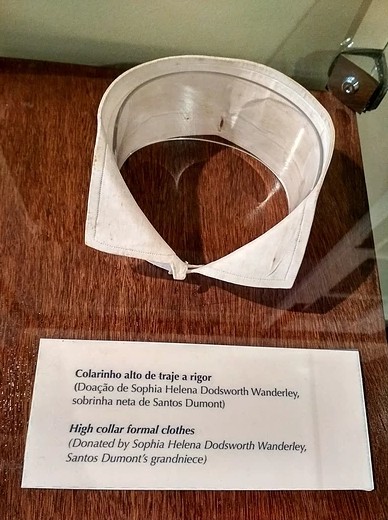 Colarinho alto de traje a rigor
(Doação de Sophia Helena Dodsworth Wanderley,
sobrinha neta de Santos Dumont)
High collar formal clothes
(Donated by Sophia Helena Dodsworth Wanderley,
Santos Dumont's grandniece)